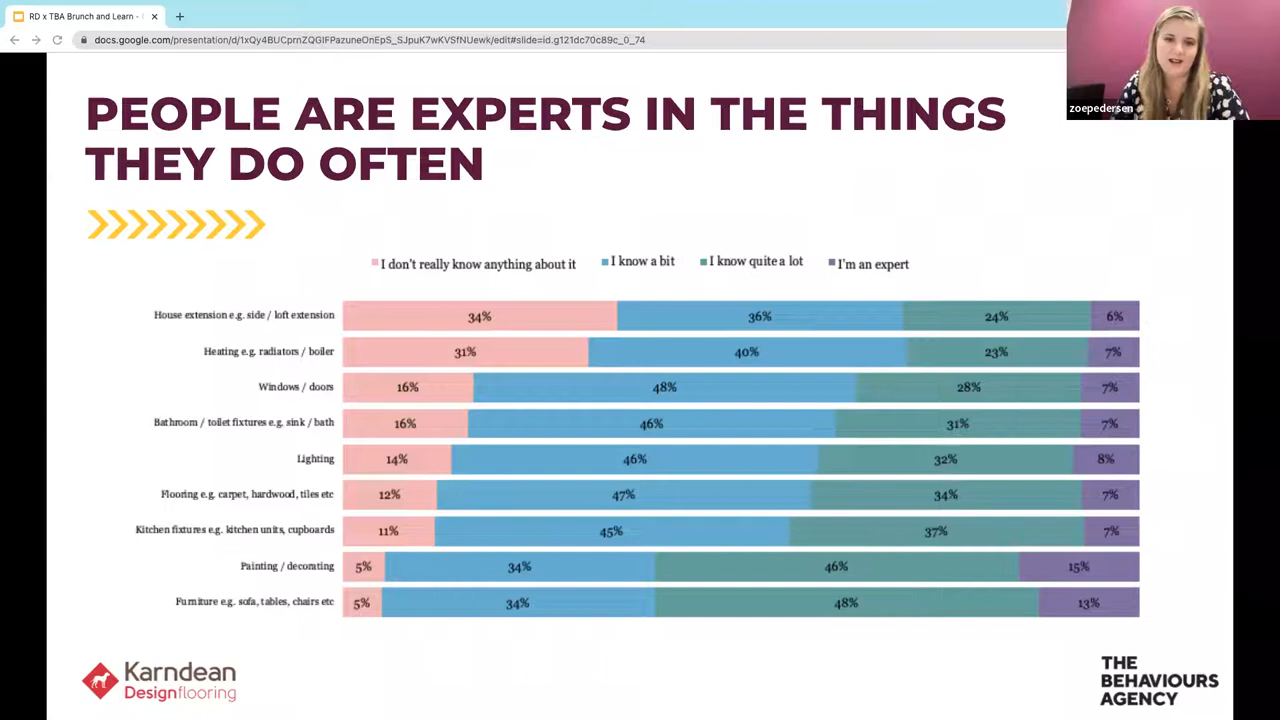 RD x TBA Brunch and Learn -
docs.google.com/presentation/d/1xQy4BUCprnZQGIFPazuneOnEpS_SJpuK7wKVSfNUewk/edit#slide=id.g121dc70c89c_0_74
zoepedersen
PEOPLE ARE EXPERTS IN THE THINGS
THEY DO OFTEN
I don't really know anything about it I know a bit I know quite a lot I'm an expert
House extension e.g. side / loft extension 34% 36% 24% 6%
Heating e.g. radiators / boiler 31% 40% 23% 7%
Windows / doors 16% 48% 28% 7%
Bathroom / toilet fixtures e.g. sink / bath 16% 46% 31% 7%
Lighting 14% 46% 32% 8%
Flooring e.g. carpet, hardwood, tiles etc 12% 47% 34% 7%
Kitchen fixtures e.g. kitchen units, cupboards 11% 45% 37% 7%
Painting / decorating 5% 34% 46% 15%
Furniture e.g. sofa, tables, chairs etc 5% 34% 48% 13%
Karndean
Designflooring
THE
BEHAVIOURS
AGENCY